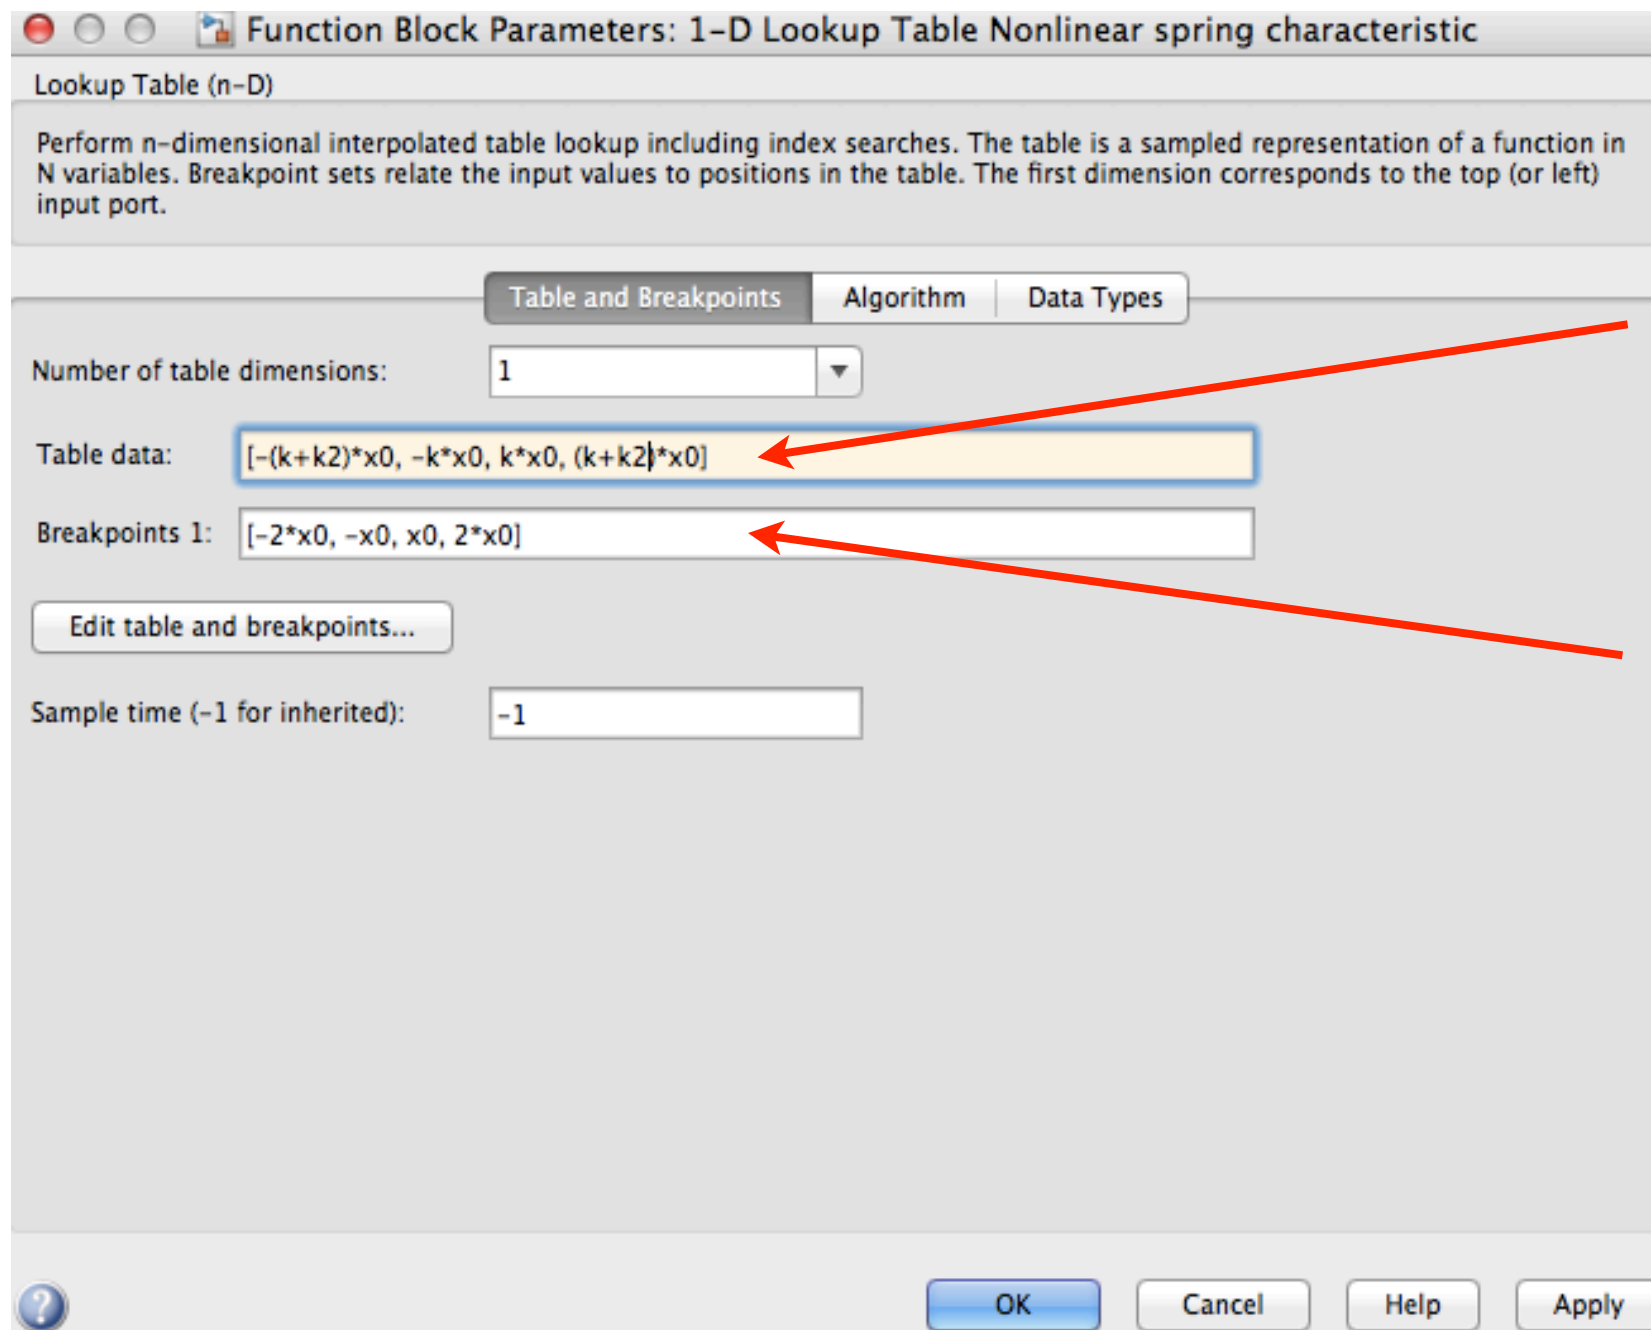 Function Block Parameters: 1-D Lookup Table Nonlinear spring characteristic
Lookup Table (n-D)
Perform n-dimensional interpolated table lookup including index searches. The table is a sampled representation of a function in
N variables. Breakpoint sets relate the input values to positions in the table. The first dimension corresponds to the top (or left)
input port.
Table and Breakpoints Algorithm Data Types
Number of table dimensions: 1
Table data: [-(k+k2)*x0, -k*x0, k*x0, (k+k2)*x0]
Breakpoints 1: [-2*x0, -x0, x0, 2*x0]
Edit table and breakpoints...
Sample time (-1 for inherited): -1
? OK Cancel Help Apply